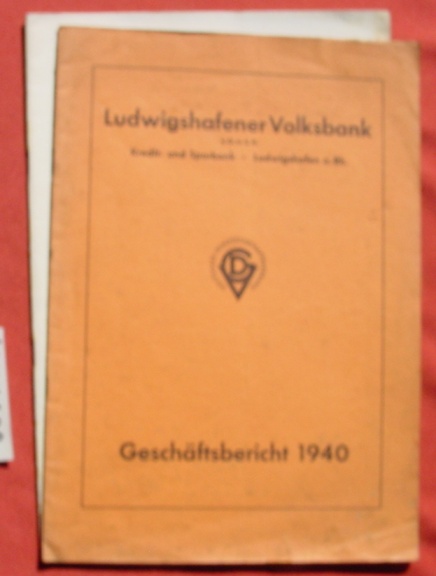 Ludwigshafener Volksbank
Kredit- und Sparbank - Ludwigshafen a. Rh.
Geschäftsbericht 1940